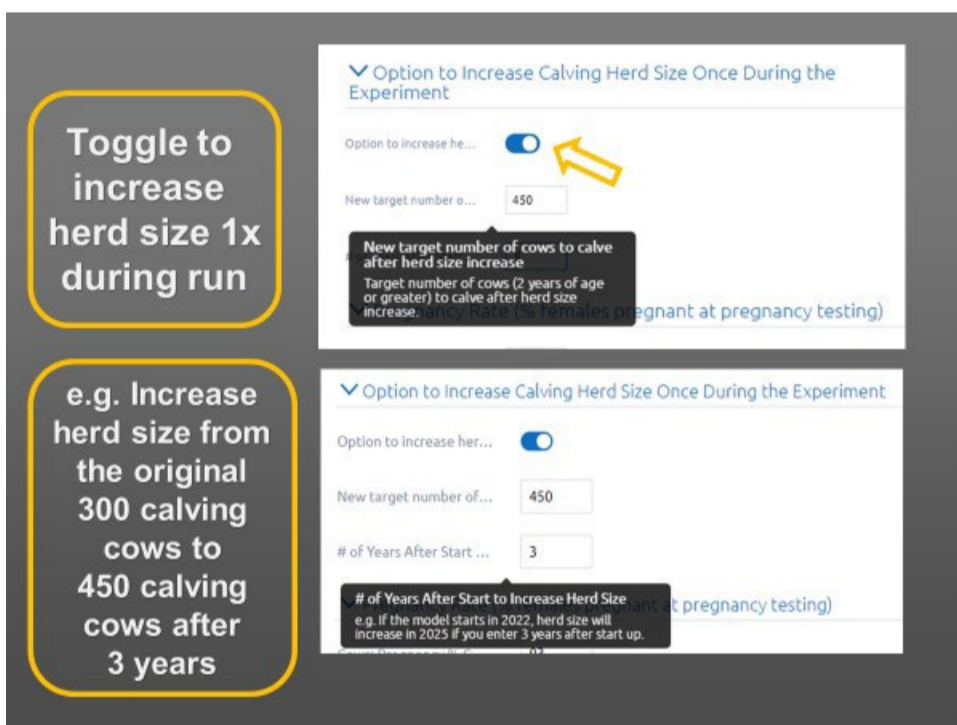 Toggle to
increase
herd size 1x
during run
Option to Increase Calving Herd Size Once During the
Experiment
Option to increase he...
New target number o...
450
New target number of cows to calve
after herd size increase
Target number of cows (2 years of age
or greater) to calve after herd size
increase.
Rate (% females pregnant at pregnancy testing)
e.g. Increase
herd size from
the original
300 calving
cows to
450 calving
cows after
3 years
Option to Increase Calving Herd Size Once During the Experiment
Option to increase her...
New target number of...
450
# of Years After Start ...
3
# of Years After Start to Increase Herd Size
e.g. If the model starts in 2022, herd size will
increase in 2025 if you enter 3 years after start up.
pregnancy testing)